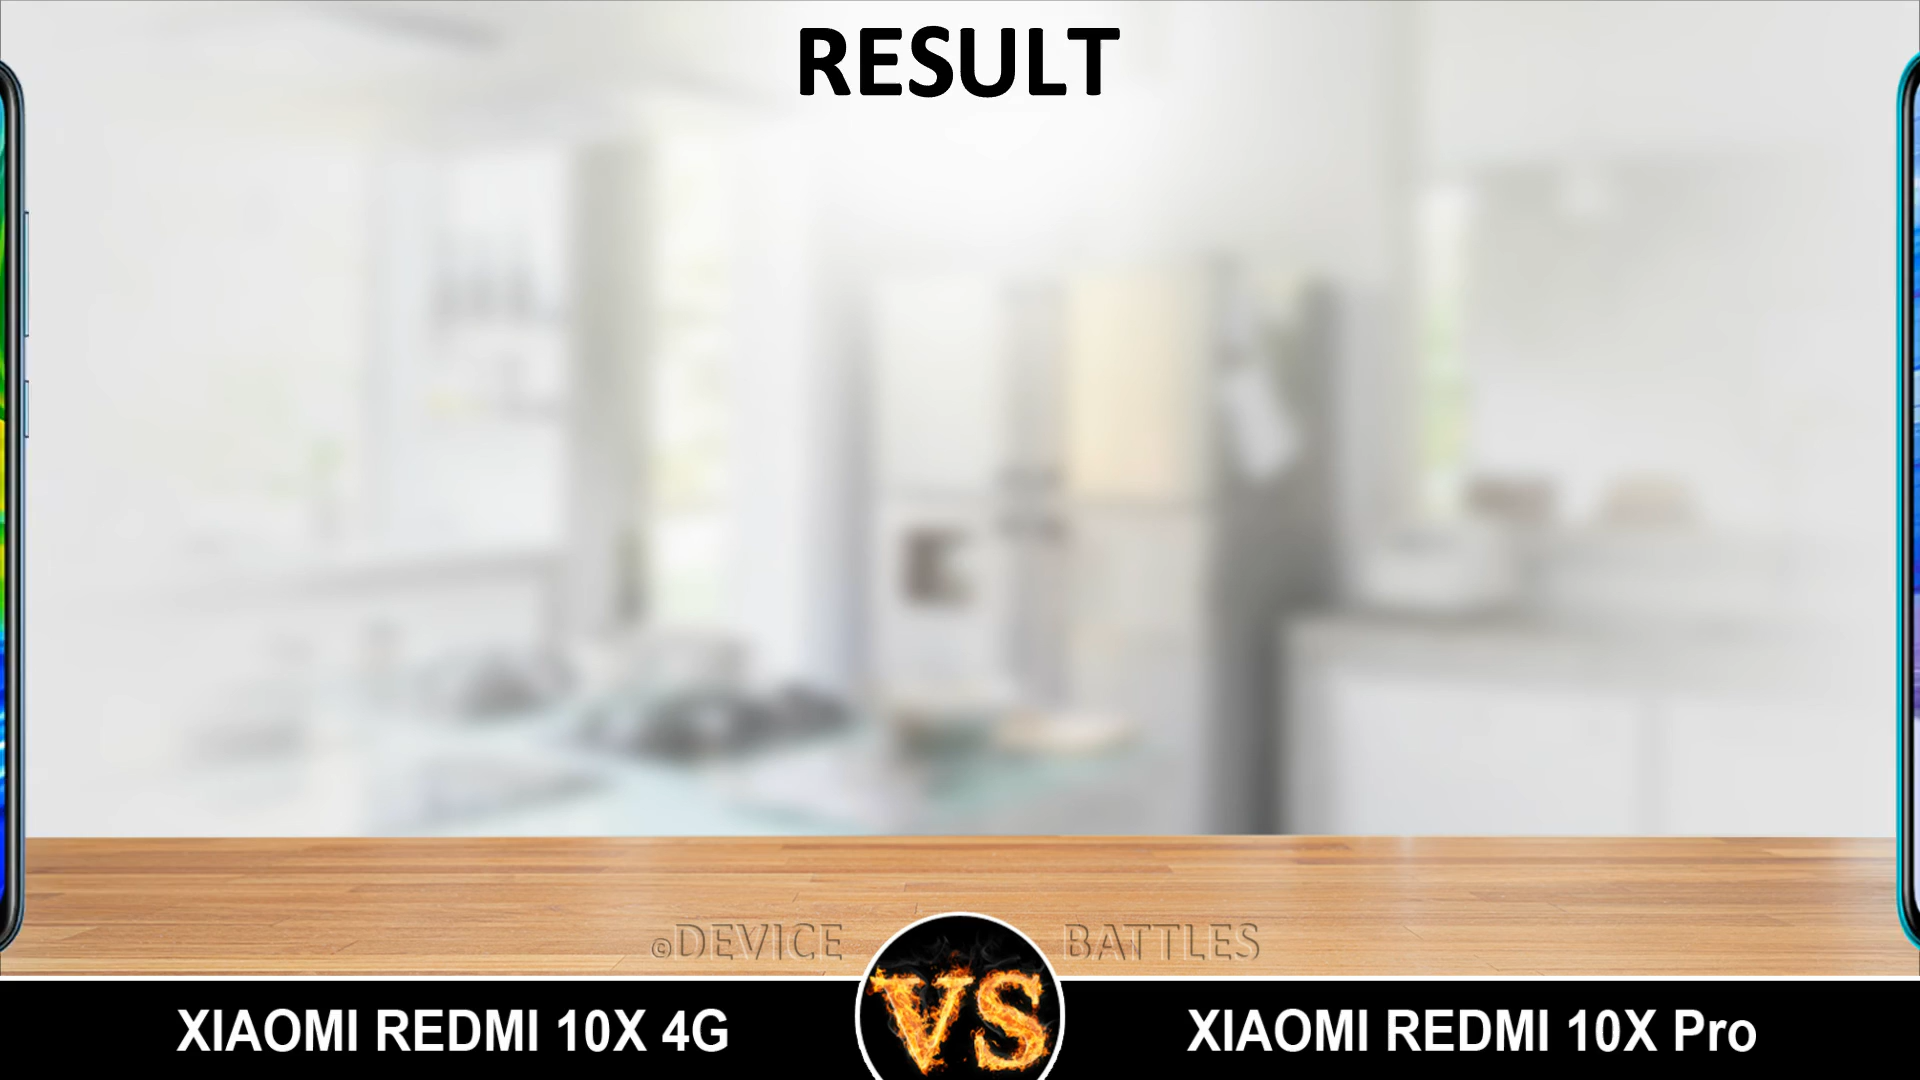 RESULT
©DEVICE BATTLES
XIAOMI REDMI 10X 4G VS XIAOMI REDMI 10X Pro